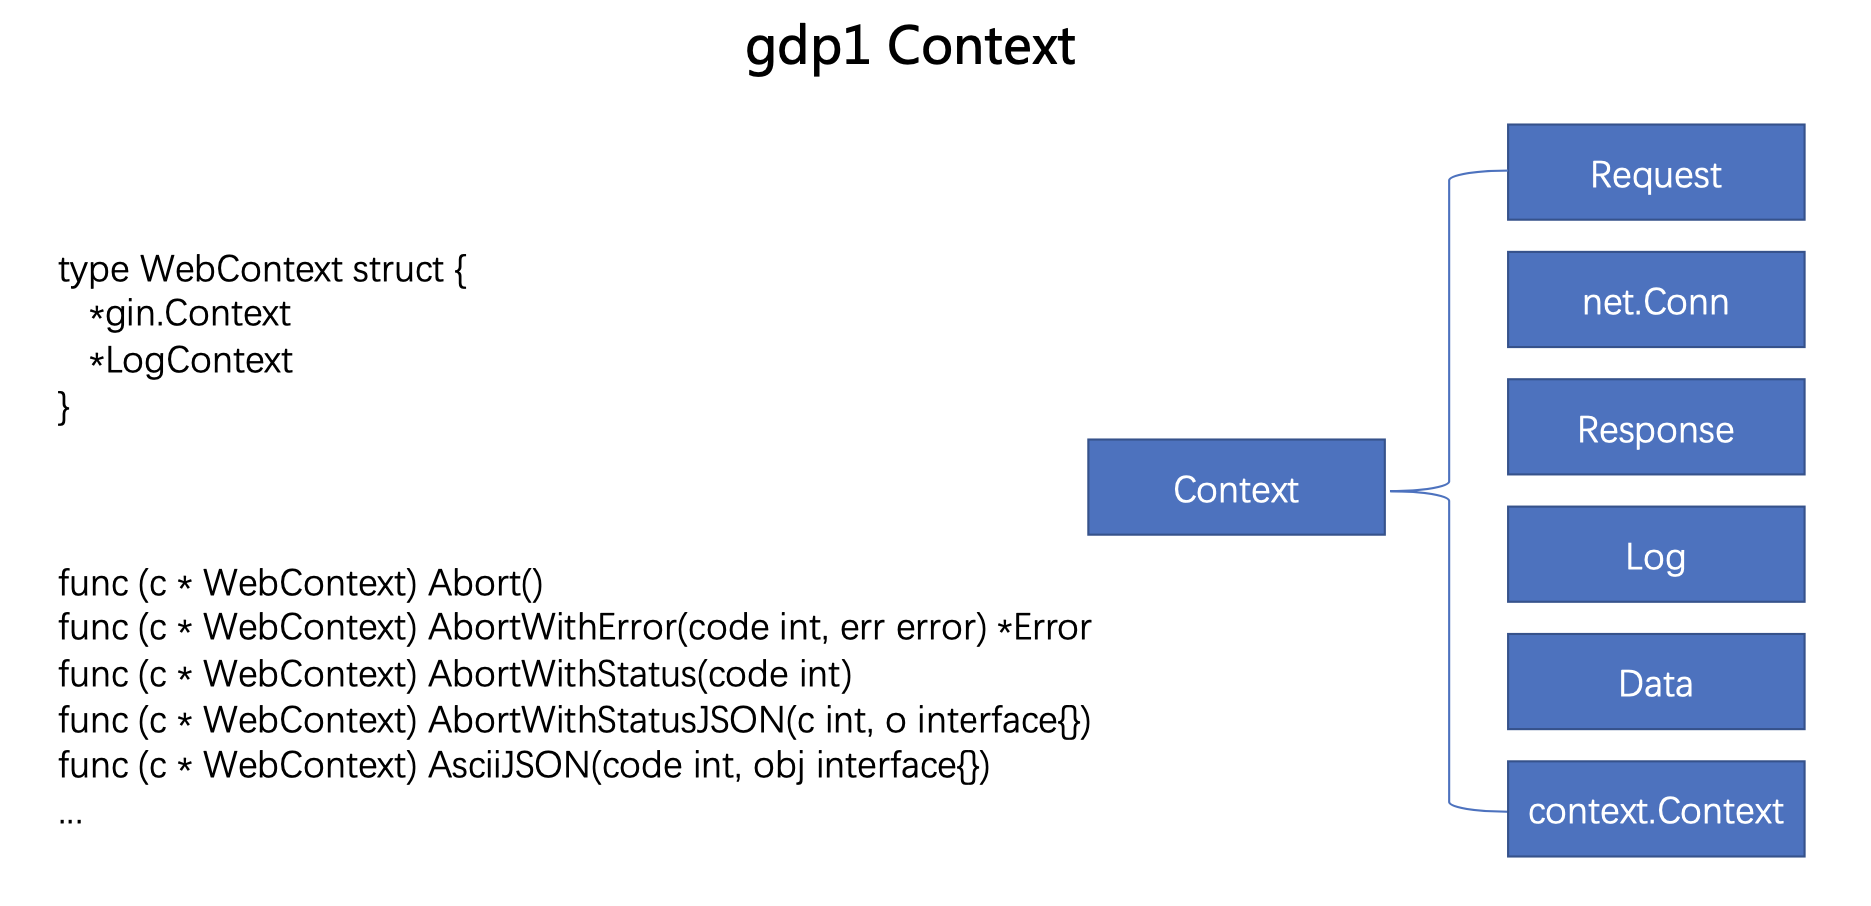 gdp1 Context
type WebContext struct {
*gin.Context
*LogContext
}
func (c * WebContext) Abort()
func (c * WebContext) AbortWithError(code int, err error) *Error
func (c * WebContext) AbortWithStatus(code int)
func (c * WebContext) AbortWithStatusJSON(c int, o interface{})
func (c * WebContext) AsciiJSON(code int, obj interface{})
...
Context
Request
net.Conn
Response
Log
Data
context.Context